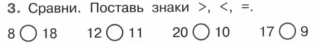 3. Сравни. Поставь знаки >, <, =.
8 ◯ 18 12 ◯ 11 20 ◯ 10 17 ◯ 9